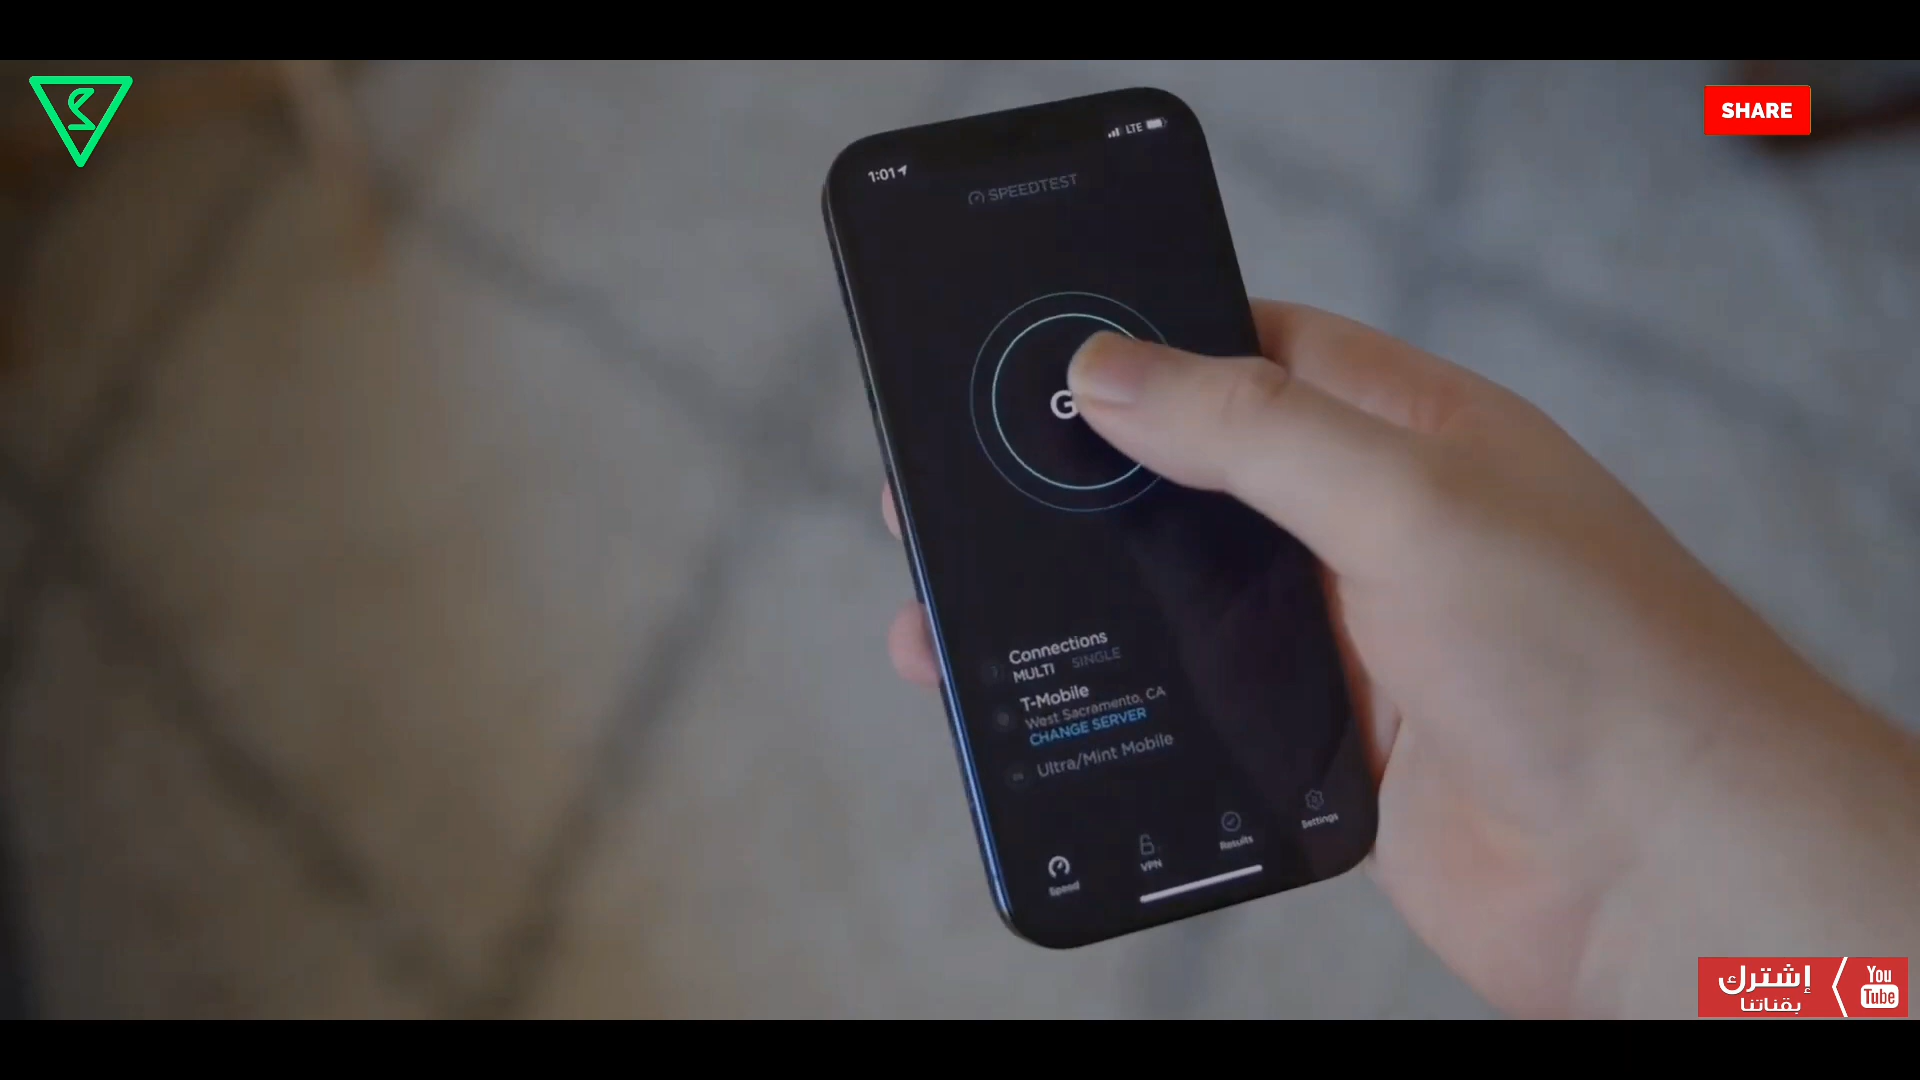 SHARE
1:01
LTE
SPEEDTEST
G
Connections
MULTI SINGLE
T-Mobile
West Sacramento, CA
CHANGE SERVER
Ultra/Mint Mobile
Speed
VPN
Results
Settings
إشترك
بقناتنا
You
Tube